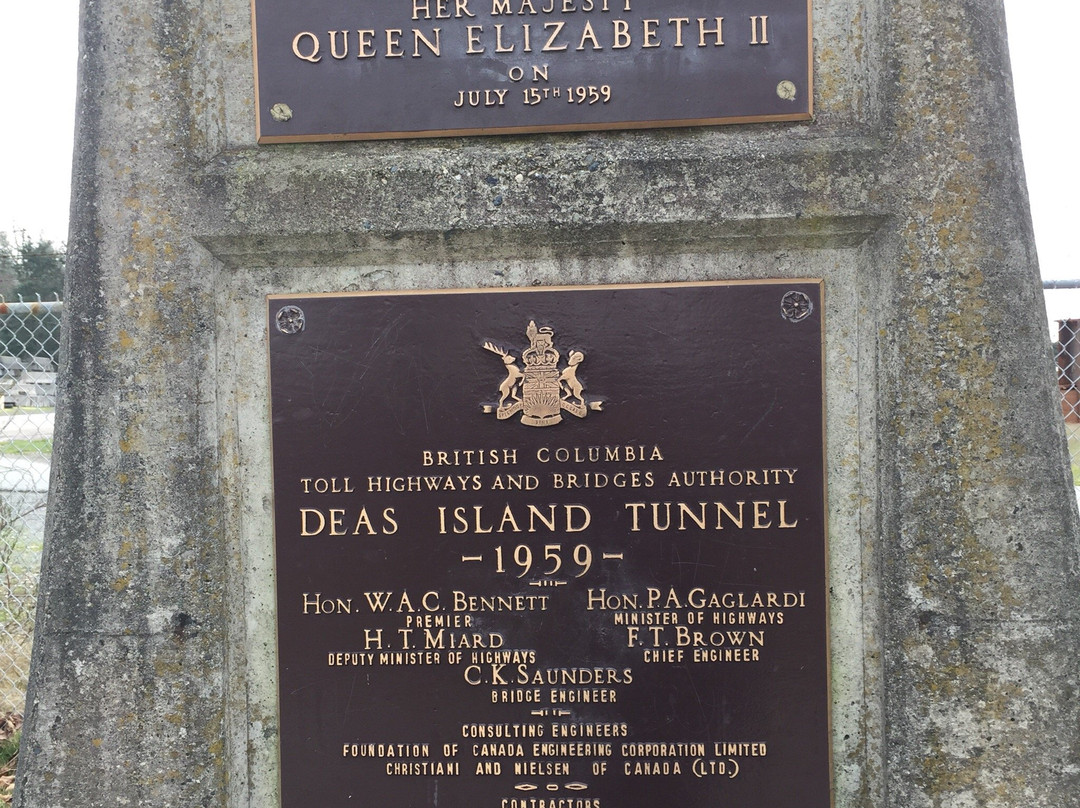 HER MAJESTY
QUEEN ELIZABETH II
ON
JULY 15TH 1959
BRITISH COLUMBIA
TOLL HIGHWAYS AND BRIDGES AUTHORITY
DEAS ISLAND TUNNEL
-1959-
HON. W.A.C. BENNETT HON. P.A. GAGLARDI
PREMIER MINISTER OF HIGHWAYS
H. T. MIARD F. T. BROWN
DEPUTY MINISTER OF HIGHWAYS CHIEF ENGINEER
C. K. SAUNDERS
BRIDGE ENGINEER
CONSULTING ENGINEERS
FOUNDATION OF CANADA ENGINEERING CORPORATION LIMITED
CHRISTIANI AND NIELSEN OF CANADA (LTD.)
CONTRACTORS